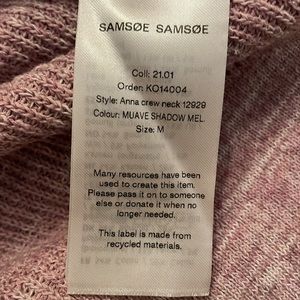 SAMSØE SAMSØE
Coll: 21.01
Order: KO14004
Style: Anna crew neck 12929
Colour: MUAVE SHADOW MEL.
Size: M
Many resources have been
used to create this item.
Please pass it on to someone
else or donate it when no
longer needed.
This label is made from
recycled materials.